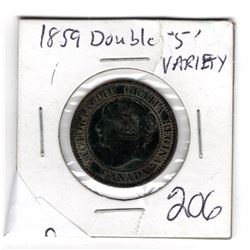 1859 Double "5'
VARIETY
VICTORIA DEI GRATIA REGINA.
CANADA
206